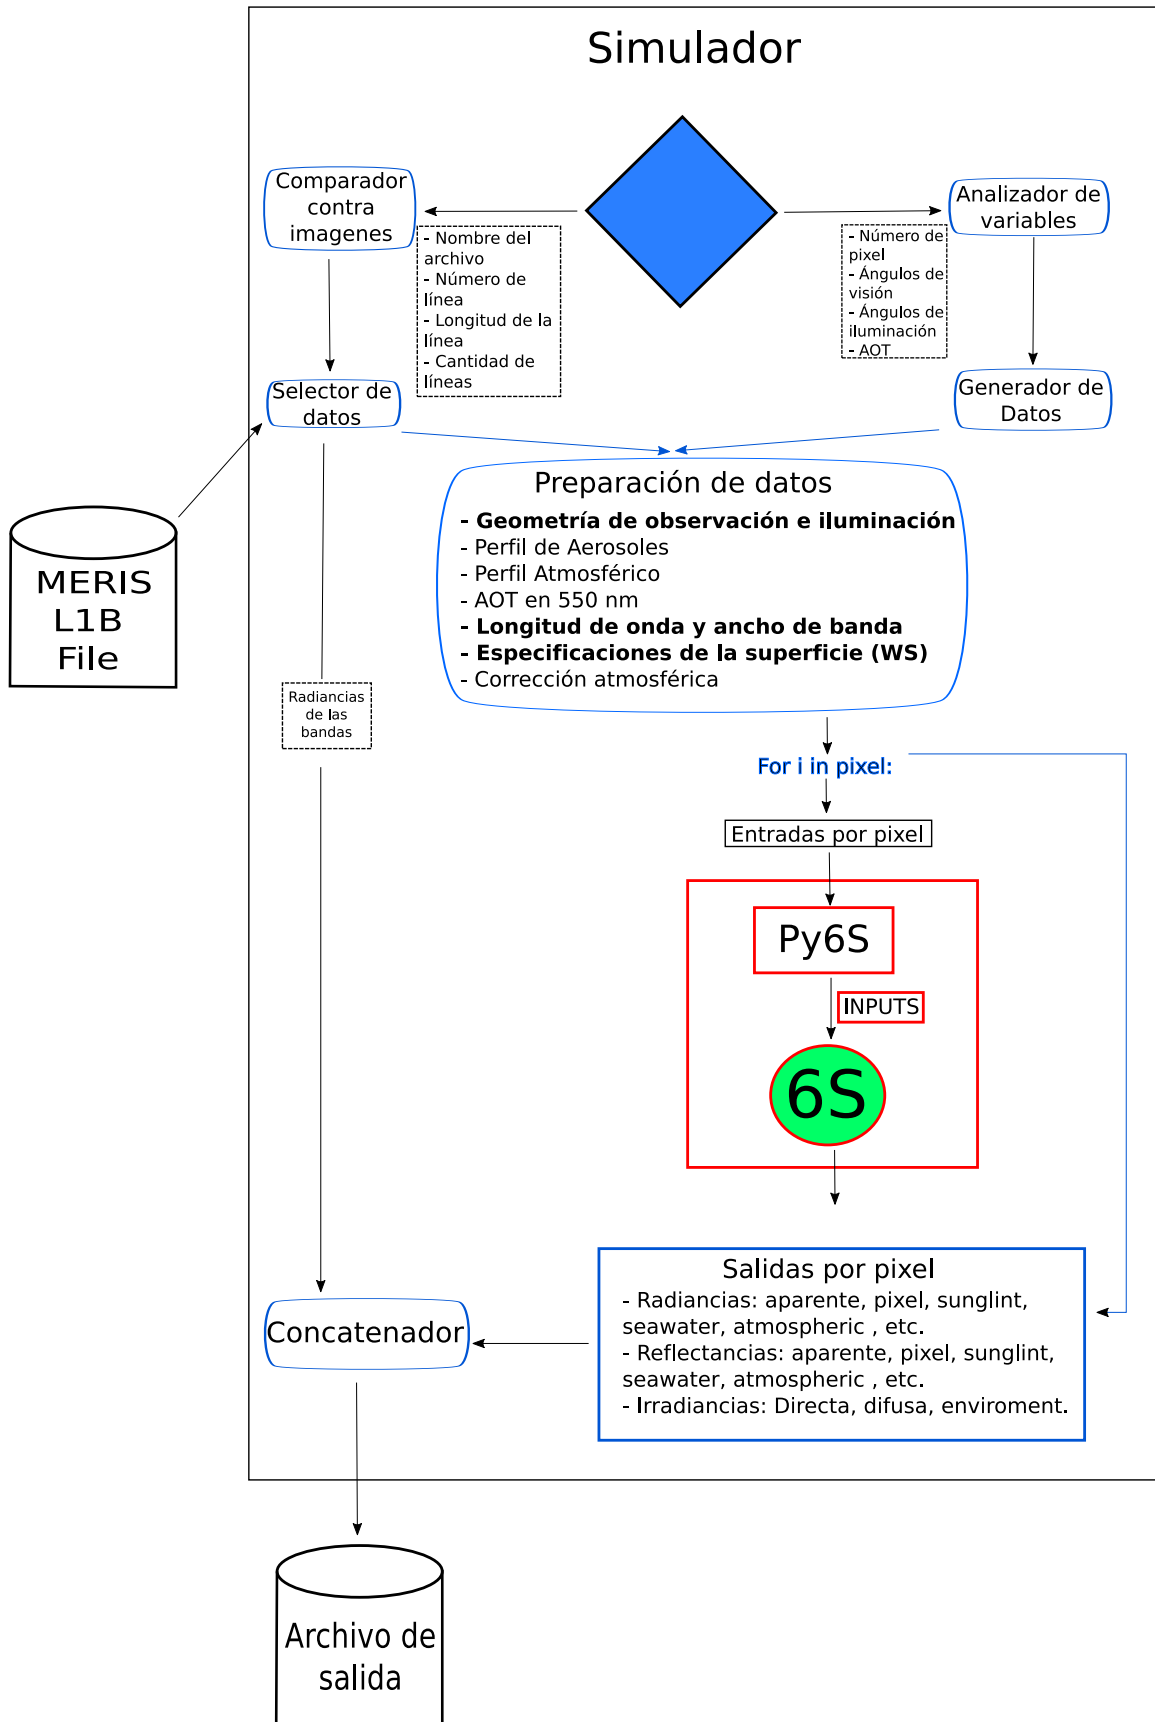 Simulador
Comparador
contra
imagenes
Analizador de
variables
- Nombre del
archivo
- Número de
línea
- Longitud de la
línea
- Cantidad de
líneas
- Número de
pixel
- Ángulos de
visión
- Ángulos de
iluminación
- AOT
Selector de
datos
Generador de
Datos
MERIS
L1B
File
Preparación de datos
- Geometría de observación e iluminación
- Perfil de Aerosoles
- Perfil Atmosférico
- AOT en 550 nm
- Longitud de onda y ancho de banda
- Especificaciones de la superficie (WS)
- Corrección atmosférica
Radiancias
de las
bandas
For i in pixel:
Entradas por pixel
Py6S
INPUTS
6S
Salidas por pixel
- Radiancias: aparente, pixel, sunglint,
seawater, atmospheric , etc.
- Reflectancias: aparente, pixel, sunglint,
seawater, atmospheric , etc.
- Irradiancias: Directa, difusa, enviroment.
Concatenador
Archivo de
salida